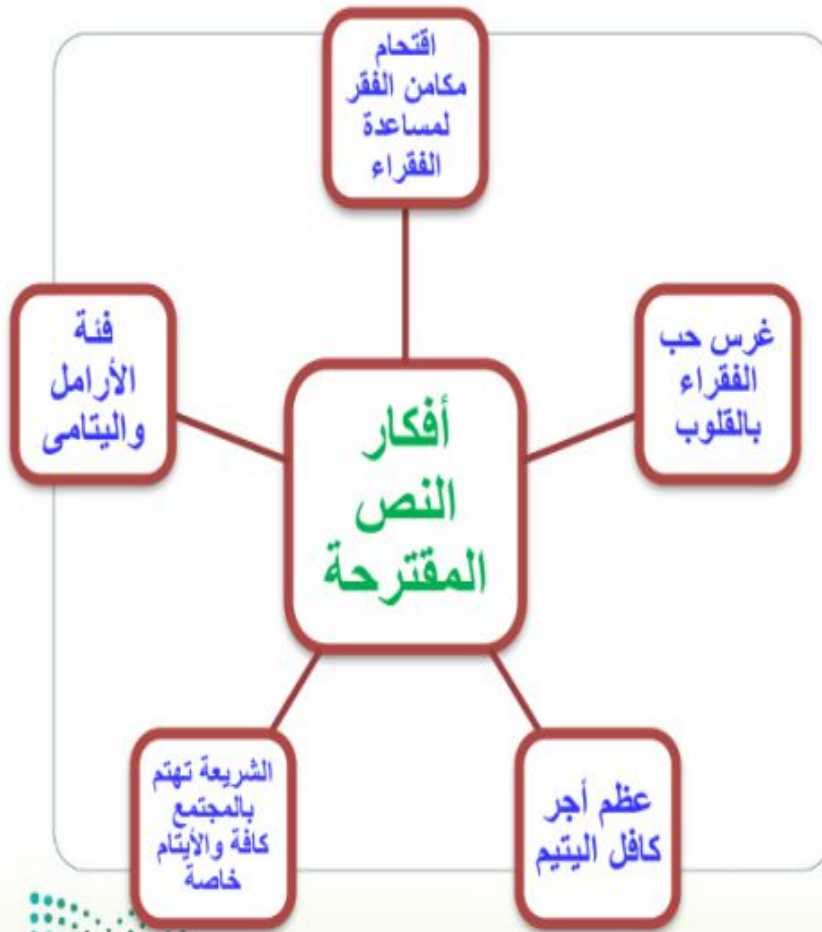 اقتحام
مكامن الفقر
لمساعدة
الفقراء
غرس حب
الفقراء
بالقلوب
فئة
الأرامل
واليتامى
أفكار
النص
المقترحة
عظم أجر
كافل اليتيم
الشريعة تهتم
بالمجتمع
كافة والأيتام
خاصة